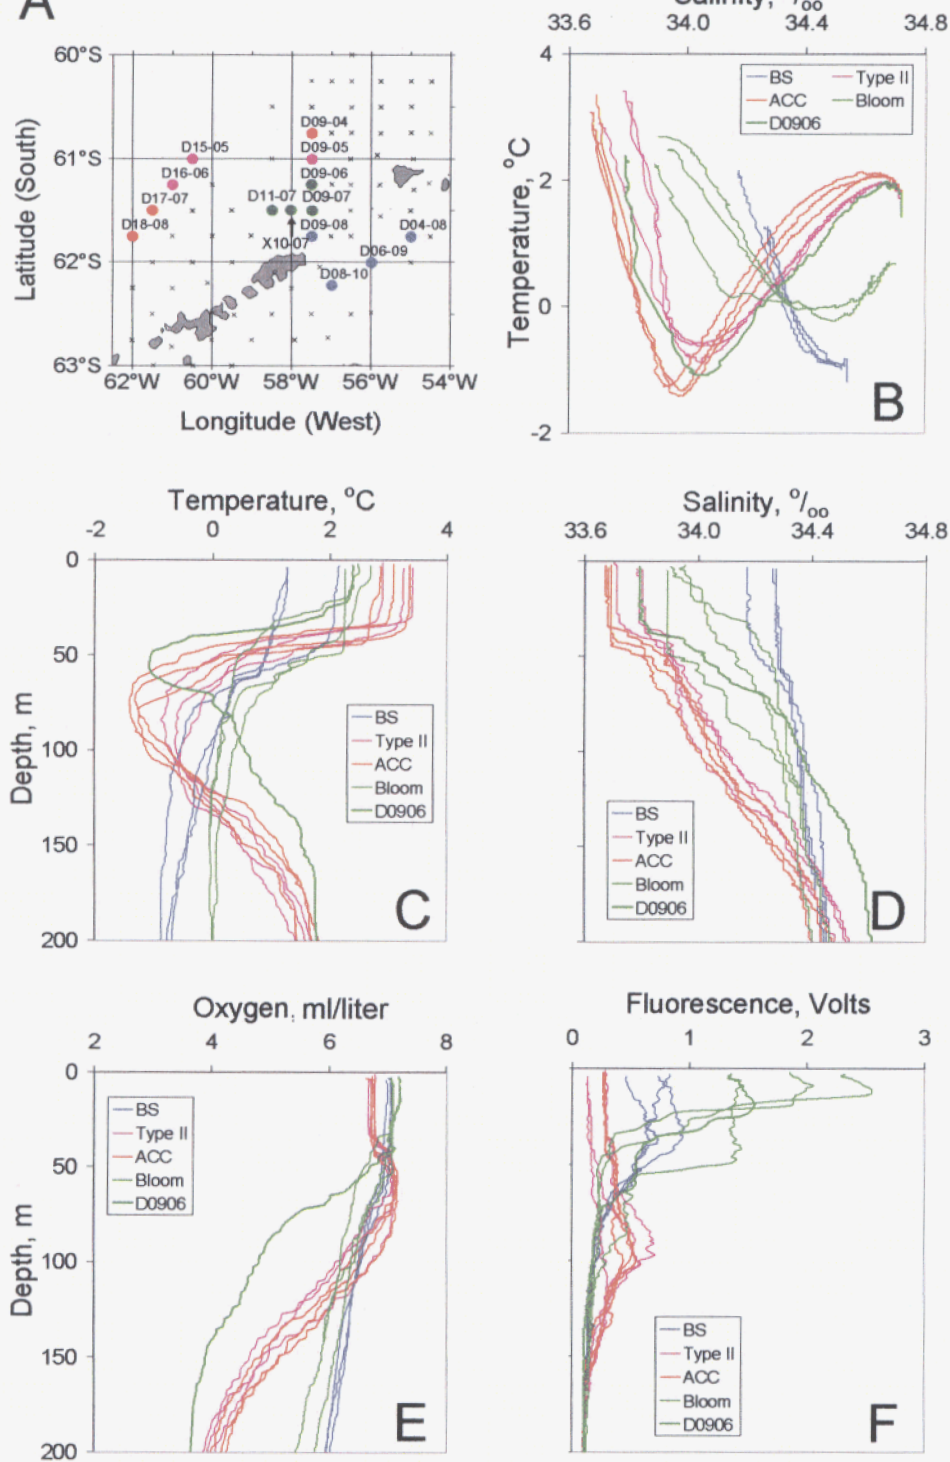 A
60°S
61°S
62°S
63°S
Latitude (South)
D09-04
D15-05
D09-05
D16-06
D09-06
D17-07
D11-07
D09-07
D18-08
D09-08
D04-08
X10-07
D06-09
D08-10
62°W
60°W
58°W
56°W
54°W
Longitude (West)
Salinity, º/ₒₒ
33.6 34.0 34.4 34.8
4
2
0
-2
Temperature, ºC
BS
Type II
ACC
Bloom
D0906
B
Temperature, ºC
-2 0 2 4
0
50
100
150
200
Depth, m
BS
Type II
ACC
Bloom
D0906
C
Salinity, º/ₒₒ
33.6 34.0 34.4 34.8
BS
Type II
ACC
Bloom
D0906
D
Oxygen, ml/liter
2 4 6 8
0
50
100
150
200
Depth, m
BS
Type II
ACC
Bloom
D0906
E
Fluorescence, Volts
0 1 2 3
BS
Type II
ACC
Bloom
D0906
F